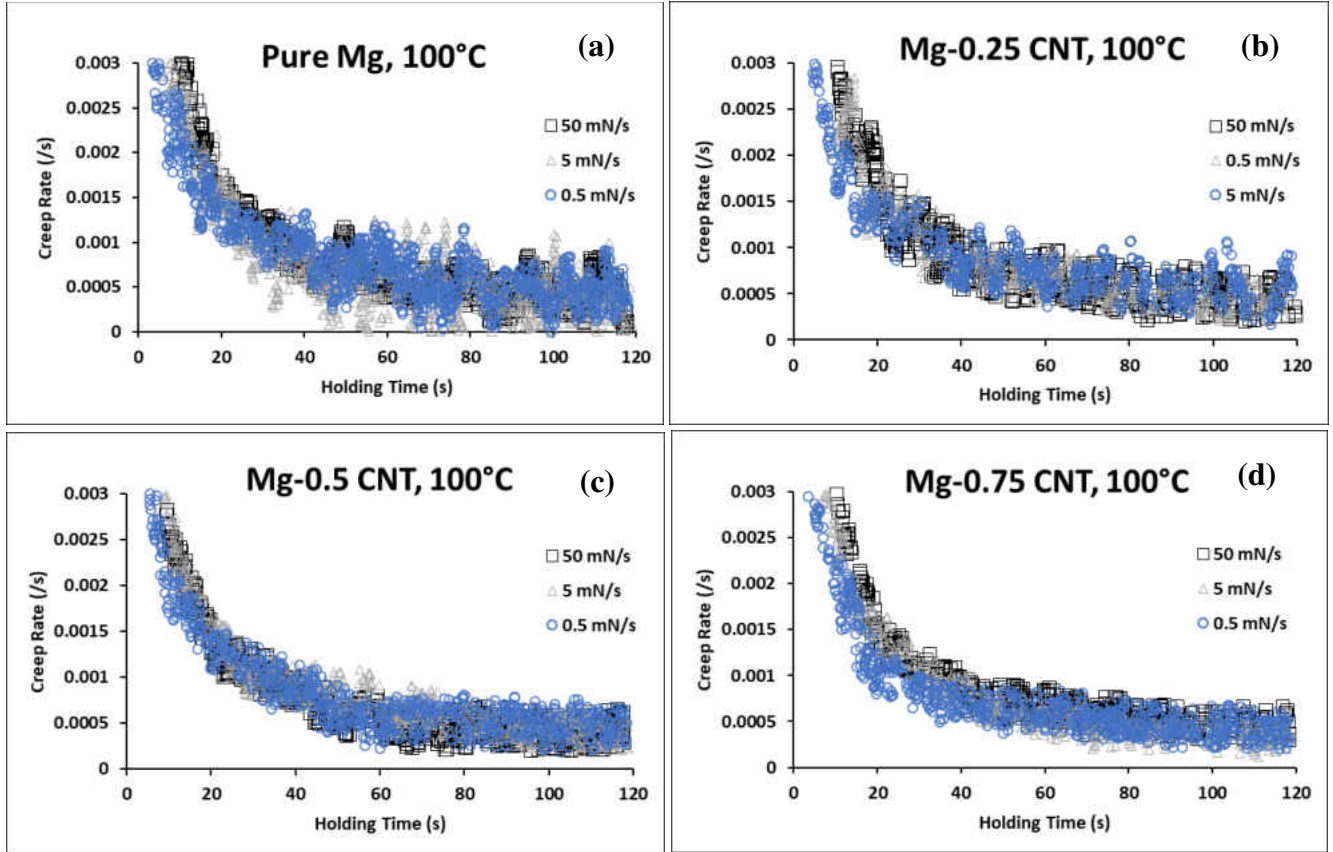 Pure Mg, 100°C
(a)
0.003
0.0025
0.002
0.0015
0.001
0.0005
0
Creep Rate (/s)
50 mN/s
5 mN/s
0.5 mN/s
0 20 40 60 80 100 120
Holding Time (s)
Mg-0.25 CNT, 100°C
(b)
0.003
0.0025
0.002
0.0015
0.001
0.0005
0
Creep Rate (/s)
50 mN/s
0.5 mN/s
5 mN/s
0 20 40 60 80 100 120
Holding Time (s)
Mg-0.5 CNT, 100°C
(c)
0.003
0.0025
0.002
0.0015
0.001
0.0005
0
Creep Rate (/s)
50 mN/s
5 mN/s
0.5 mN/s
0 20 40 60 80 100 120
Holding Time (s)
Mg-0.75 CNT, 100°C
(d)
0.003
0.0025
0.002
0.0015
0.001
0.0005
0
Creep Rate (/s)
50 mN/s
5 mN/s
0.5 mN/s
0 20 40 60 80 100 120
Holding Time (s)